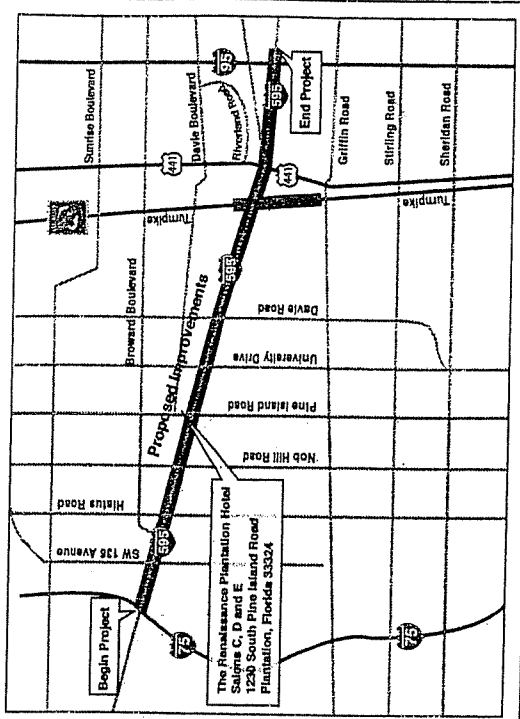 Sunrise Boulevard
Davie Boulevard
Riverland Road
95
595
End Project
441
441
Griffin Road
Stirling Road
Sheridan Road
Turnpike
Turnpike
Broward Boulevard
595
Proposed Improvements
Davie Road
University Drive
Pine Island Road
Nob Hill Road
Hiatus Road
SW 136 Avenue
595
Begin Project
The Renaissance Plantation Hotel
Salons C, D and E
1230 South Pine Island Road
Plantation, Florida 33324
75
75